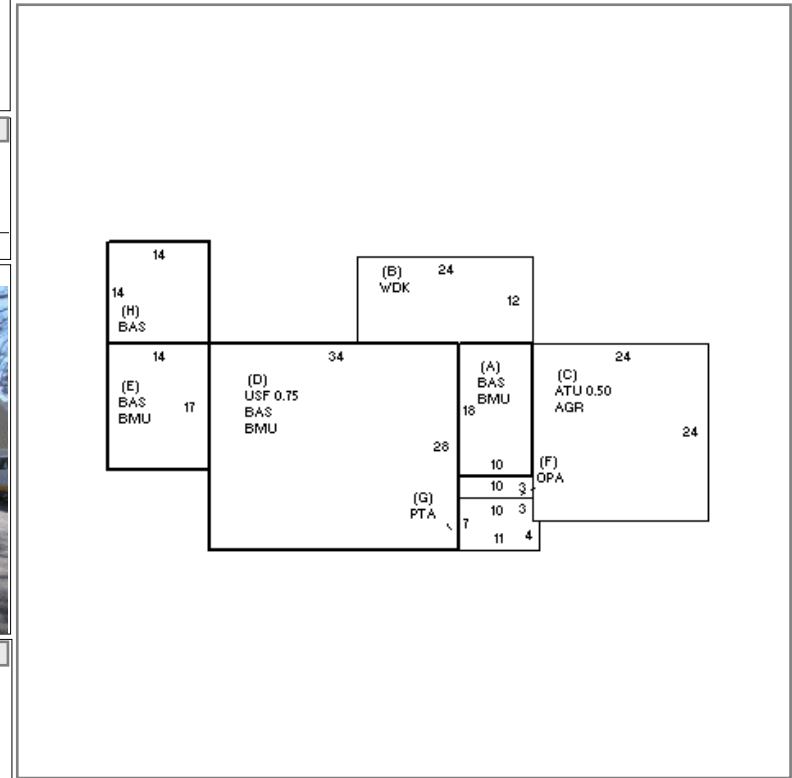 14
14
(H)
BAS
(B)
WDK
24
12
14
(E)
BAS
BMU
17
34
(D)
USF 0.75
BAS
BMU
28
(A)
BAS
BMU
18
10
24
(C)
ATU 0.50
AGR
24
(F)
OPA
10 3
(G)
PTA
10 3
7
11 4